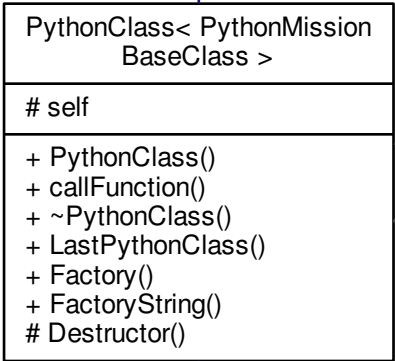 PythonClass< PythonMission
BaseClass >
# self
+ PythonClass()
+ callFunction()
+ ~PythonClass()
+ LastPythonClass()
+ Factory()
+ FactoryString()
# Destructor()